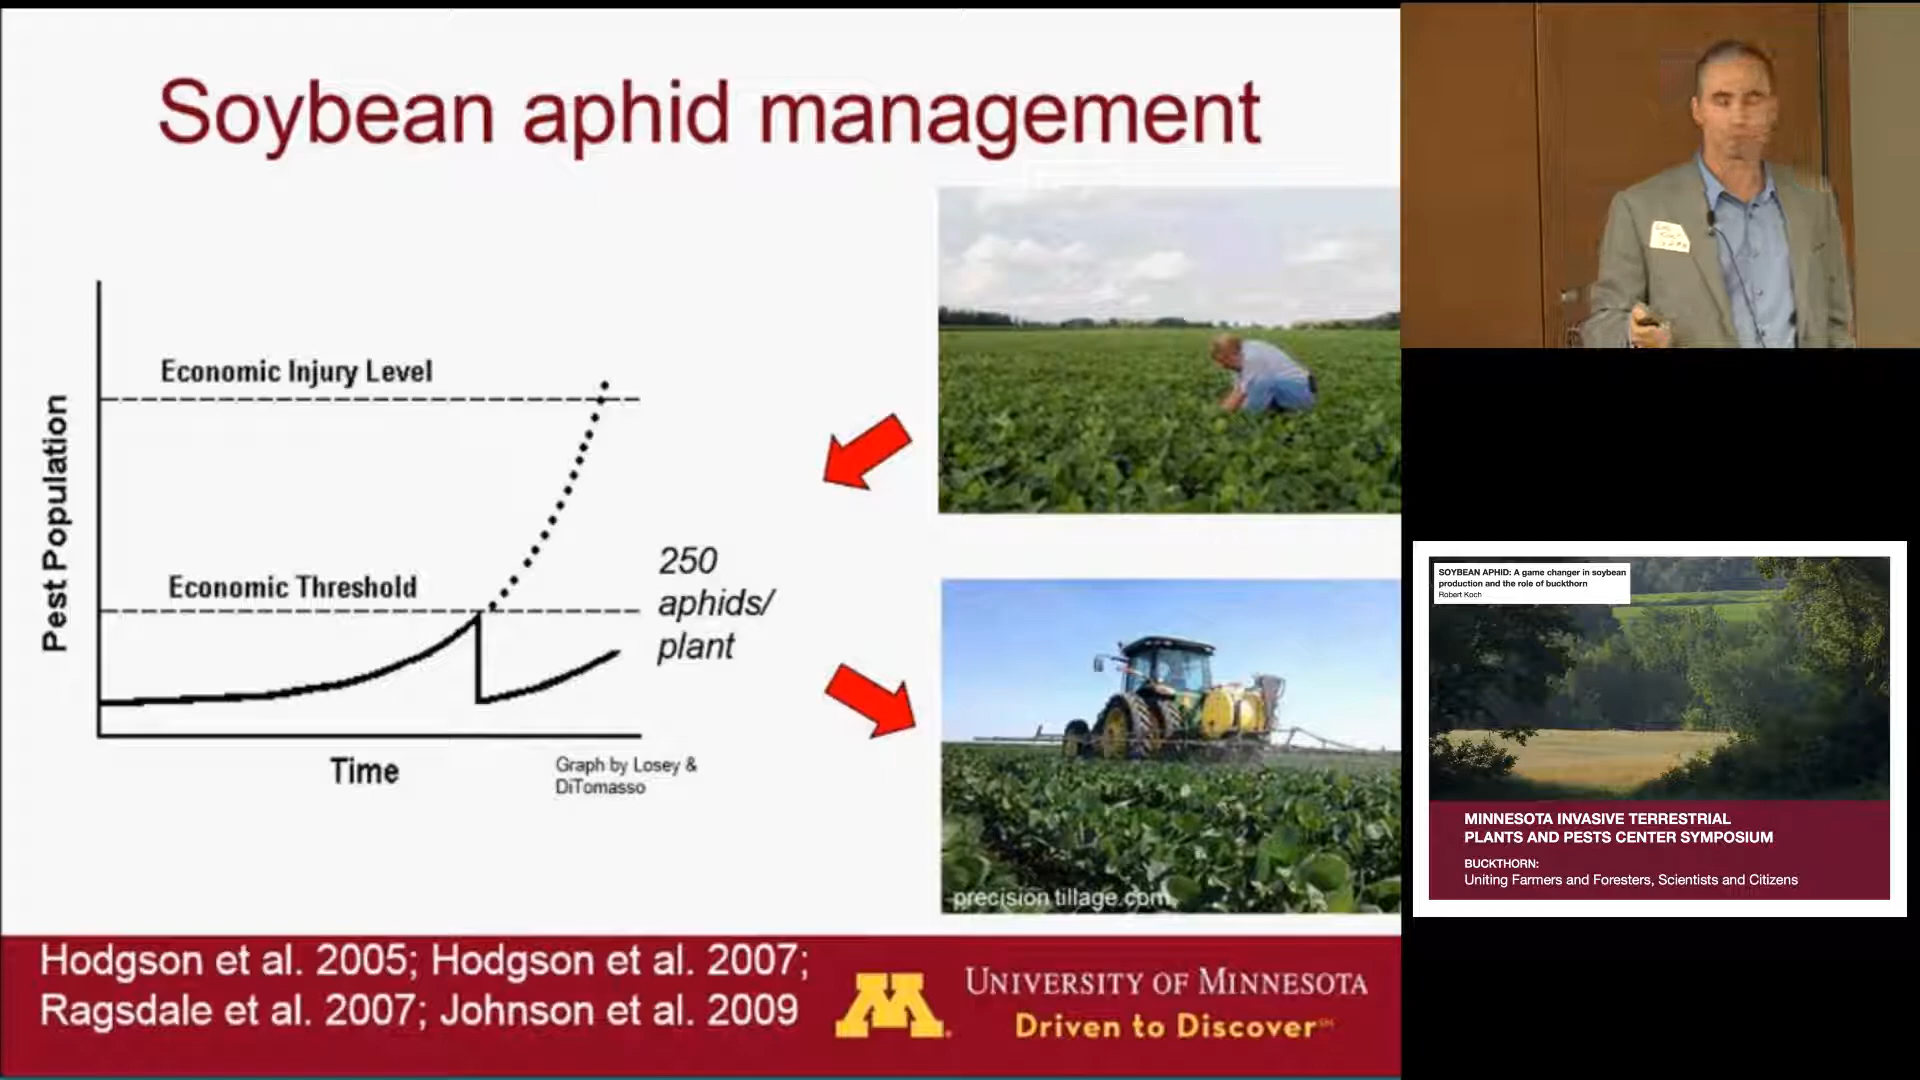 Soybean aphid management
Economic Injury Level
Pest Population
Economic Threshold
250
aphids/
plant
Time
Graph by Losey &
DiTomasso
precision tillage.com
Hodgson et al. 2005; Hodgson et al. 2007;
Ragsdale et al. 2007; Johnson et al. 2009
UNIVERSITY OF MINNESOTA
Driven to Discover℠
SOYBEAN APHID: A game changer in soybean
production and the role of buckthorn
Robert Koch
MINNESOTA INVASIVE TERRESTRIAL
PLANTS AND PESTS CENTER SYMPOSIUM
BUCKTHORN:
Uniting Farmers and Foresters, Scientists and Citizens